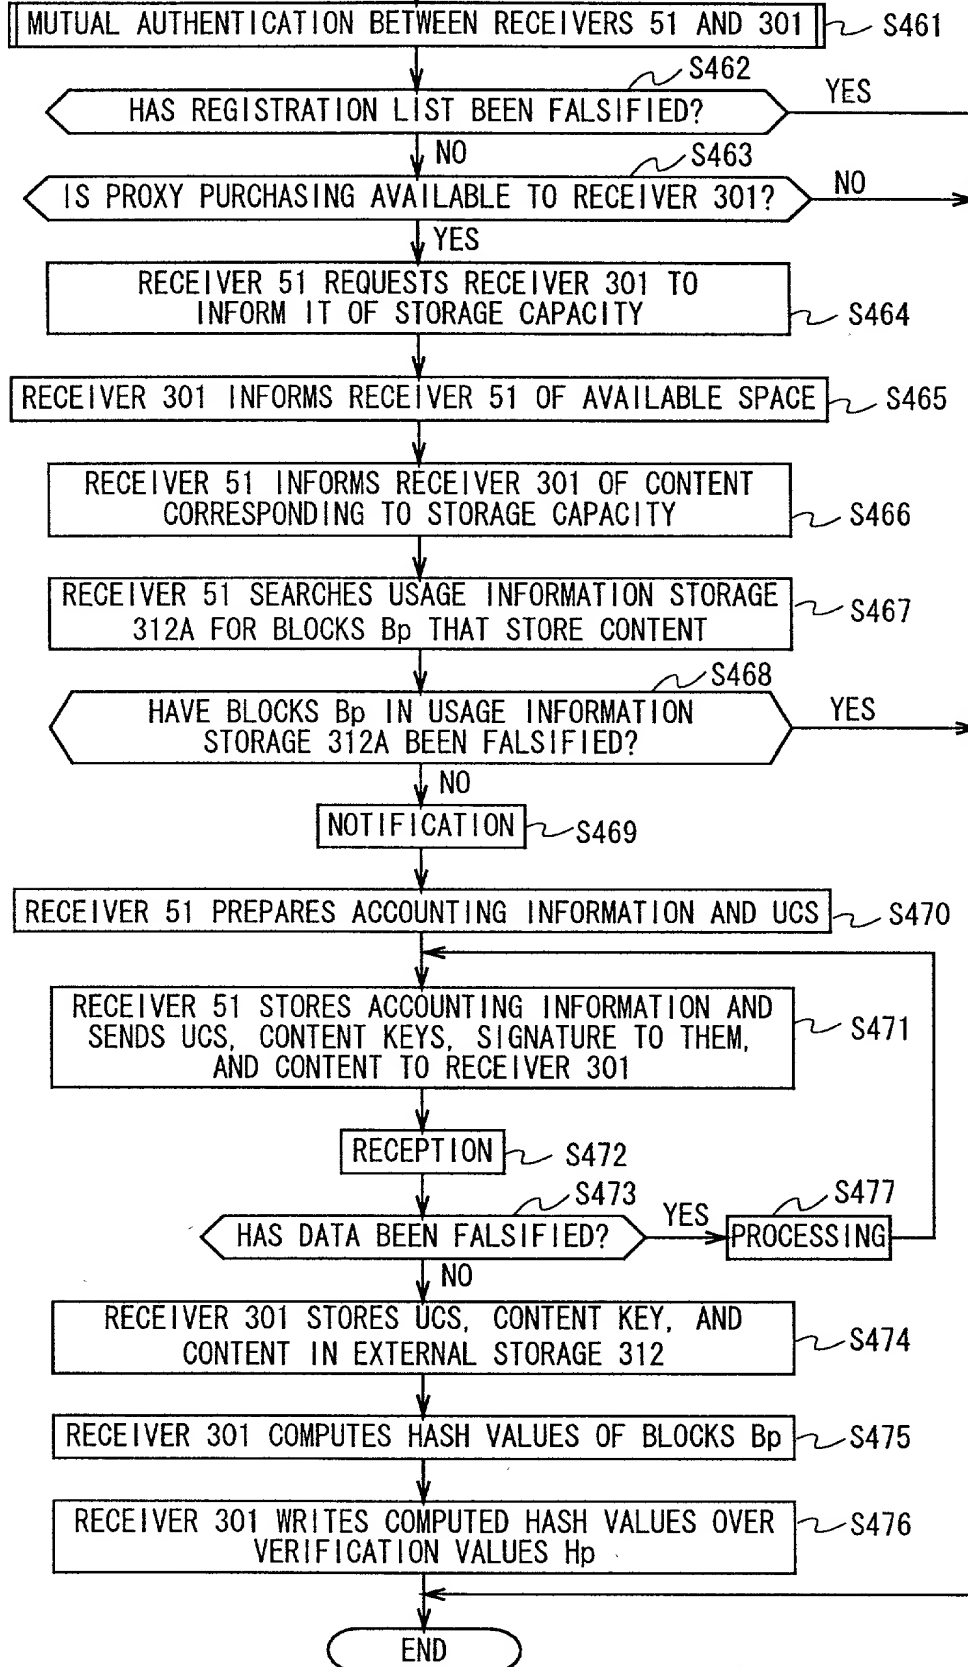 MUTUAL AUTHENTICATION BETWEEN RECEIVERS 51 AND 301
S461
S462
HAS REGISTRATION LIST BEEN FALSIFIED?
YES
NO
S463
IS PROXY PURCHASING AVAILABLE TO RECEIVER 301?
NO
YES
RECEIVER 51 REQUESTS RECEIVER 301 TO
INFORM IT OF STORAGE CAPACITY
S464
RECEIVER 301 INFORMS RECEIVER 51 OF AVAILABLE SPACE
S465
RECEIVER 51 INFORMS RECEIVER 301 OF CONTENT
CORRESPONDING TO STORAGE CAPACITY
S466
RECEIVER 51 SEARCHES USAGE INFORMATION STORAGE
312A FOR BLOCKS Bp THAT STORE CONTENT
S467
S468
HAVE BLOCKS Bp IN USAGE INFORMATION
STORAGE 312A BEEN FALSIFIED?
YES
NO
NOTIFICATION
S469
RECEIVER 51 PREPARES ACCOUNTING INFORMATION AND UCS
S470
RECEIVER 51 STORES ACCOUNTING INFORMATION AND
SENDS UCS, CONTENT KEYS, SIGNATURE TO THEM,
AND CONTENT TO RECEIVER 301
S471
RECEPTION
S472
S473
HAS DATA BEEN FALSIFIED?
YES
S477
PROCESSING
NO
RECEIVER 301 STORES UCS, CONTENT KEY, AND
CONTENT IN EXTERNAL STORAGE 312
S474
RECEIVER 301 COMPUTES HASH VALUES OF BLOCKS Bp
S475
RECEIVER 301 WRITES COMPUTED HASH VALUES OVER
VERIFICATION VALUES Hp
S476
END